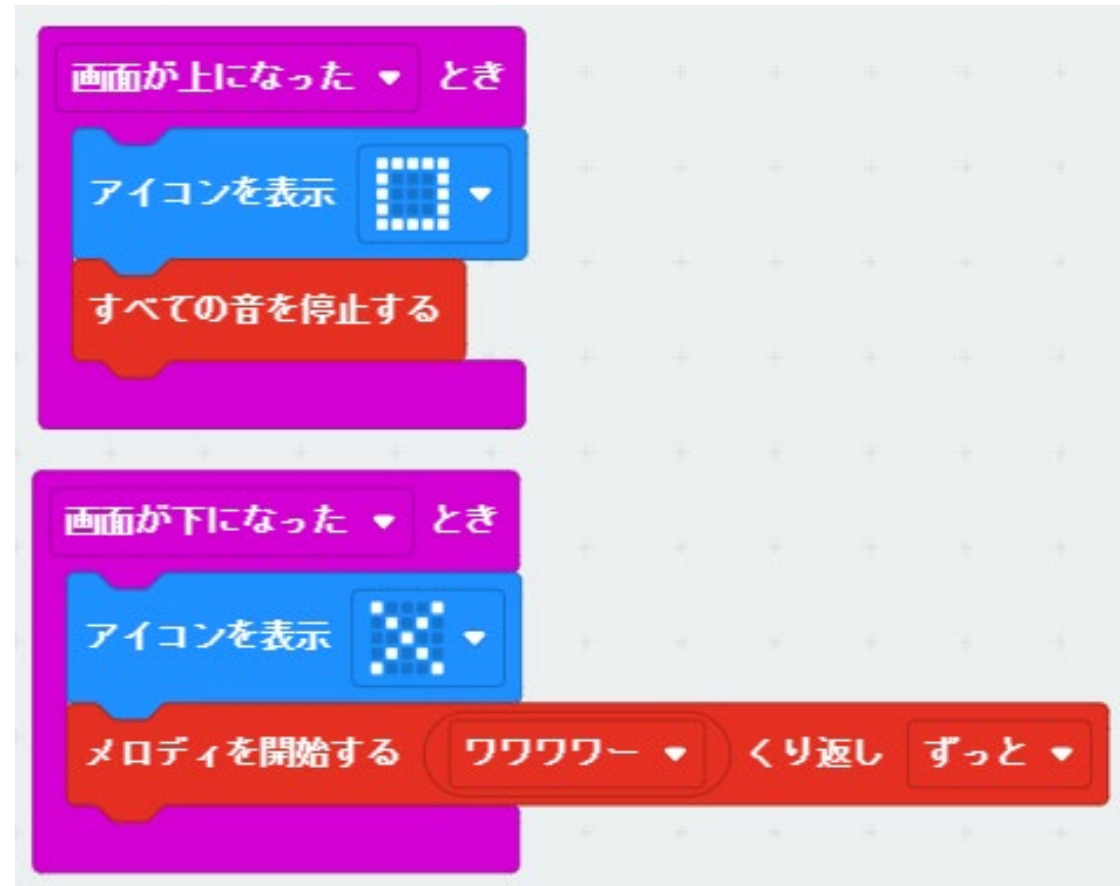 画面が上になった とき
アイコンを表示
すべての音を停止する
画面が下になった とき
アイコンを表示
メロディを開始する ワワワワー くり返し ずっと